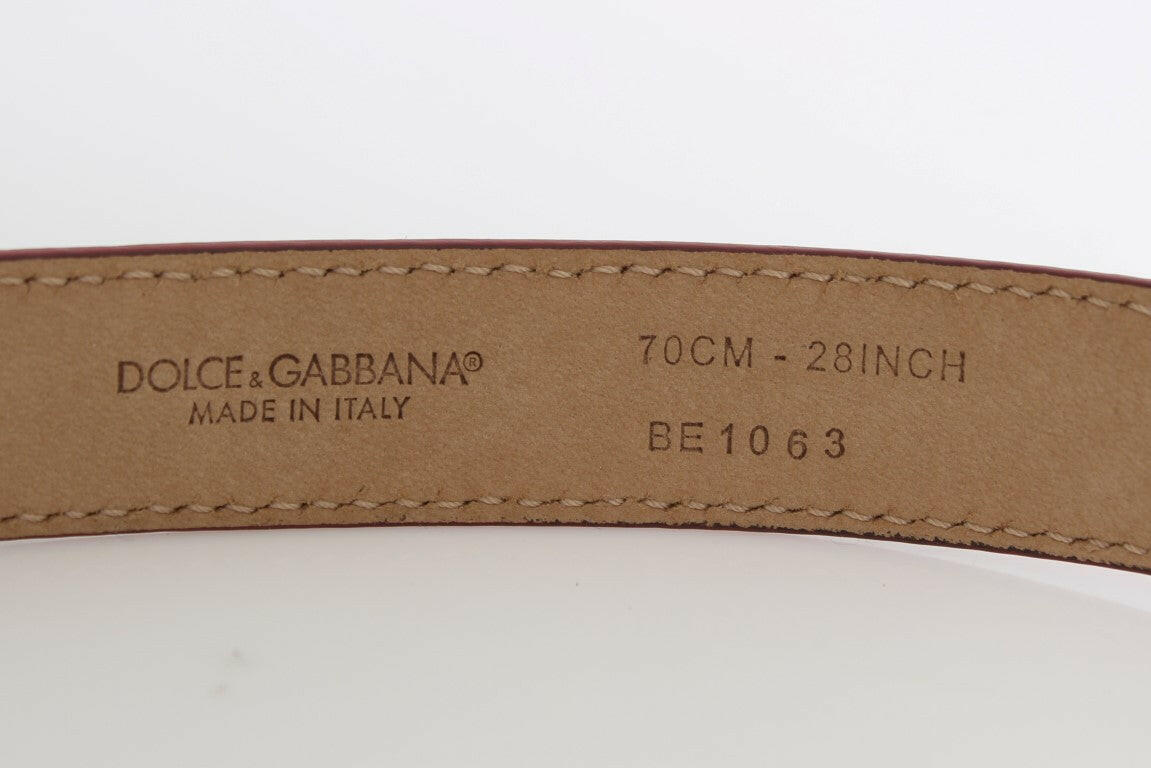 DOLCE & GABBANA®
MADE IN ITALY
70CM - 28INCH
BE1063